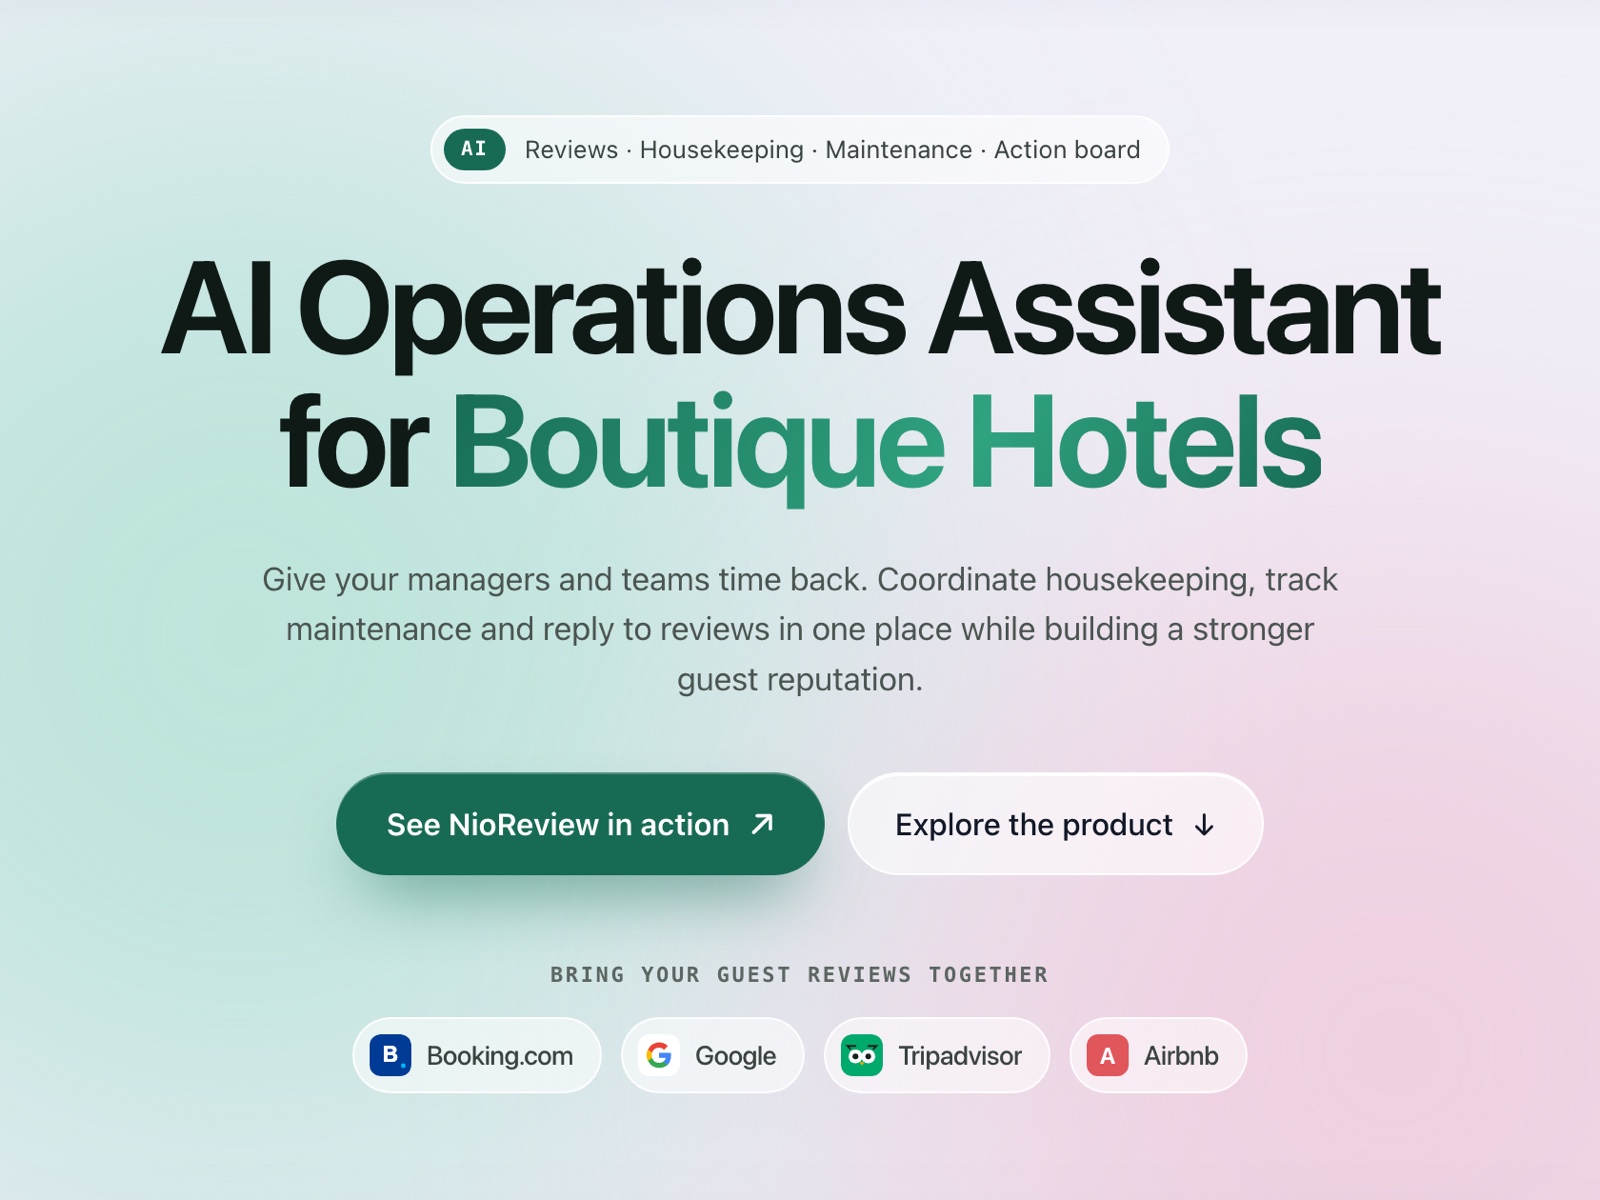 AI Reviews · Housekeeping · Maintenance · Action board
AI Operations Assistant
for Boutique Hotels
Give your managers and teams time back. Coordinate housekeeping, track
maintenance and reply to reviews in one place while building a stronger
guest reputation.
See NioReview in action ↗ Explore the product ↓
BRING YOUR GUEST REVIEWS TOGETHER
B. Booking.com G Google Tripadvisor A Airbnb